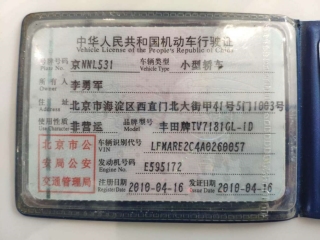 中华人民共和国机动车行驶证
Vehicle License of the People's Republic of China
号牌号码 京NNL531 车辆类型 小型轿车
Plate No. Vehicle Type
所有人 李勇军
住址 北京市海淀区西直门北大街甲41号5门1003号
Address
使用性质 非营运 品牌型号 丰田牌TV7181GL-iD
北京市公安局公安交通管理局
车辆识别代号 LFMARE2C4A0260057
VIN
发动机号码 E595172
Engine No.
注册日期 2010-04-16 发证日期 2010-04-16
Register Date Issue Date